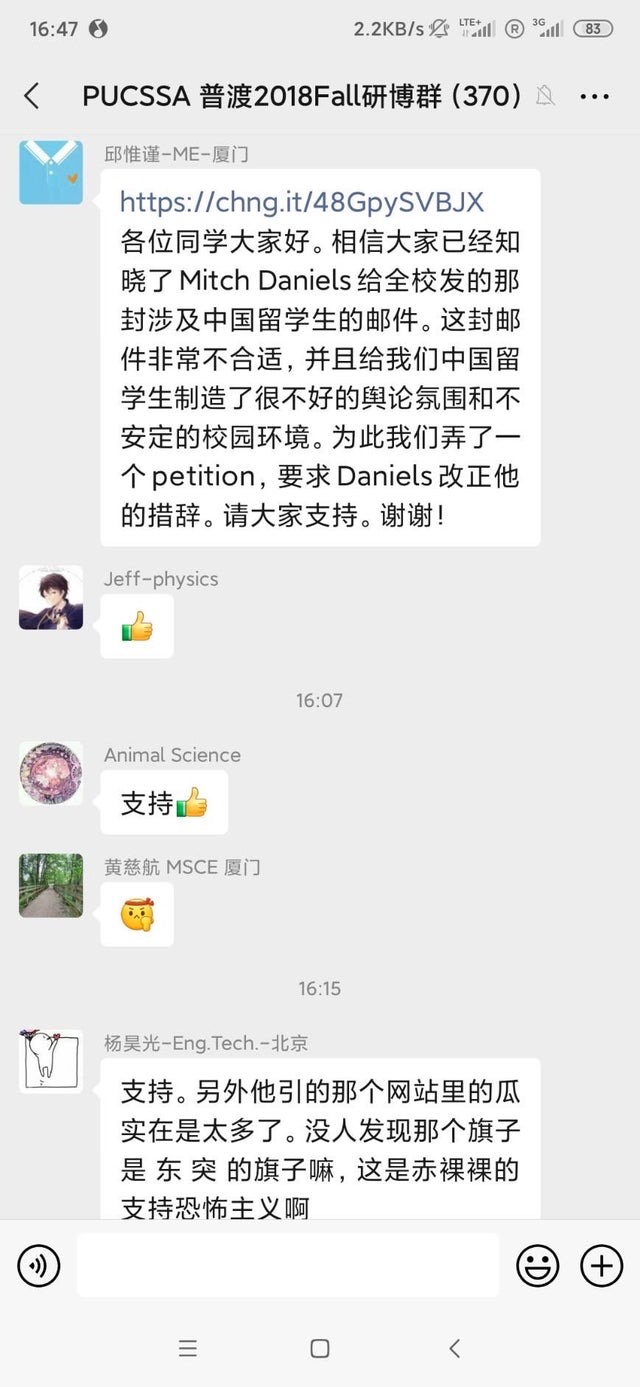 16:47
2.2KB/s LTE+ R 3G 83
PUCSSA 普渡2018Fall研博群 (370)
邱惟谨-ME-厦门
https://chng.it/48GpySVBJX
各位同学大家好。相信大家已经知
晓了 Mitch Daniels 给全校发的那
封涉及中国留学生的邮件。这封邮
件非常不合适，并且给我们中国留
学生制造了很不好的舆论氛围和不
安定的校园环境。为此我们弄了一
个 petition，要求 Daniels 改正他
的措辞。请大家支持。谢谢！
Jeff-physics
👍
16:07
Animal Science
支持👍
黄慈航 MSCE 厦门
16:15
杨昊光-Eng.Tech.-北京
支持。另外他引的那个网站里的瓜
实在是太多了。没人发现那个旗子
是 东 突 的旗子嘛，这是赤裸裸的
支持恐怖主义啊